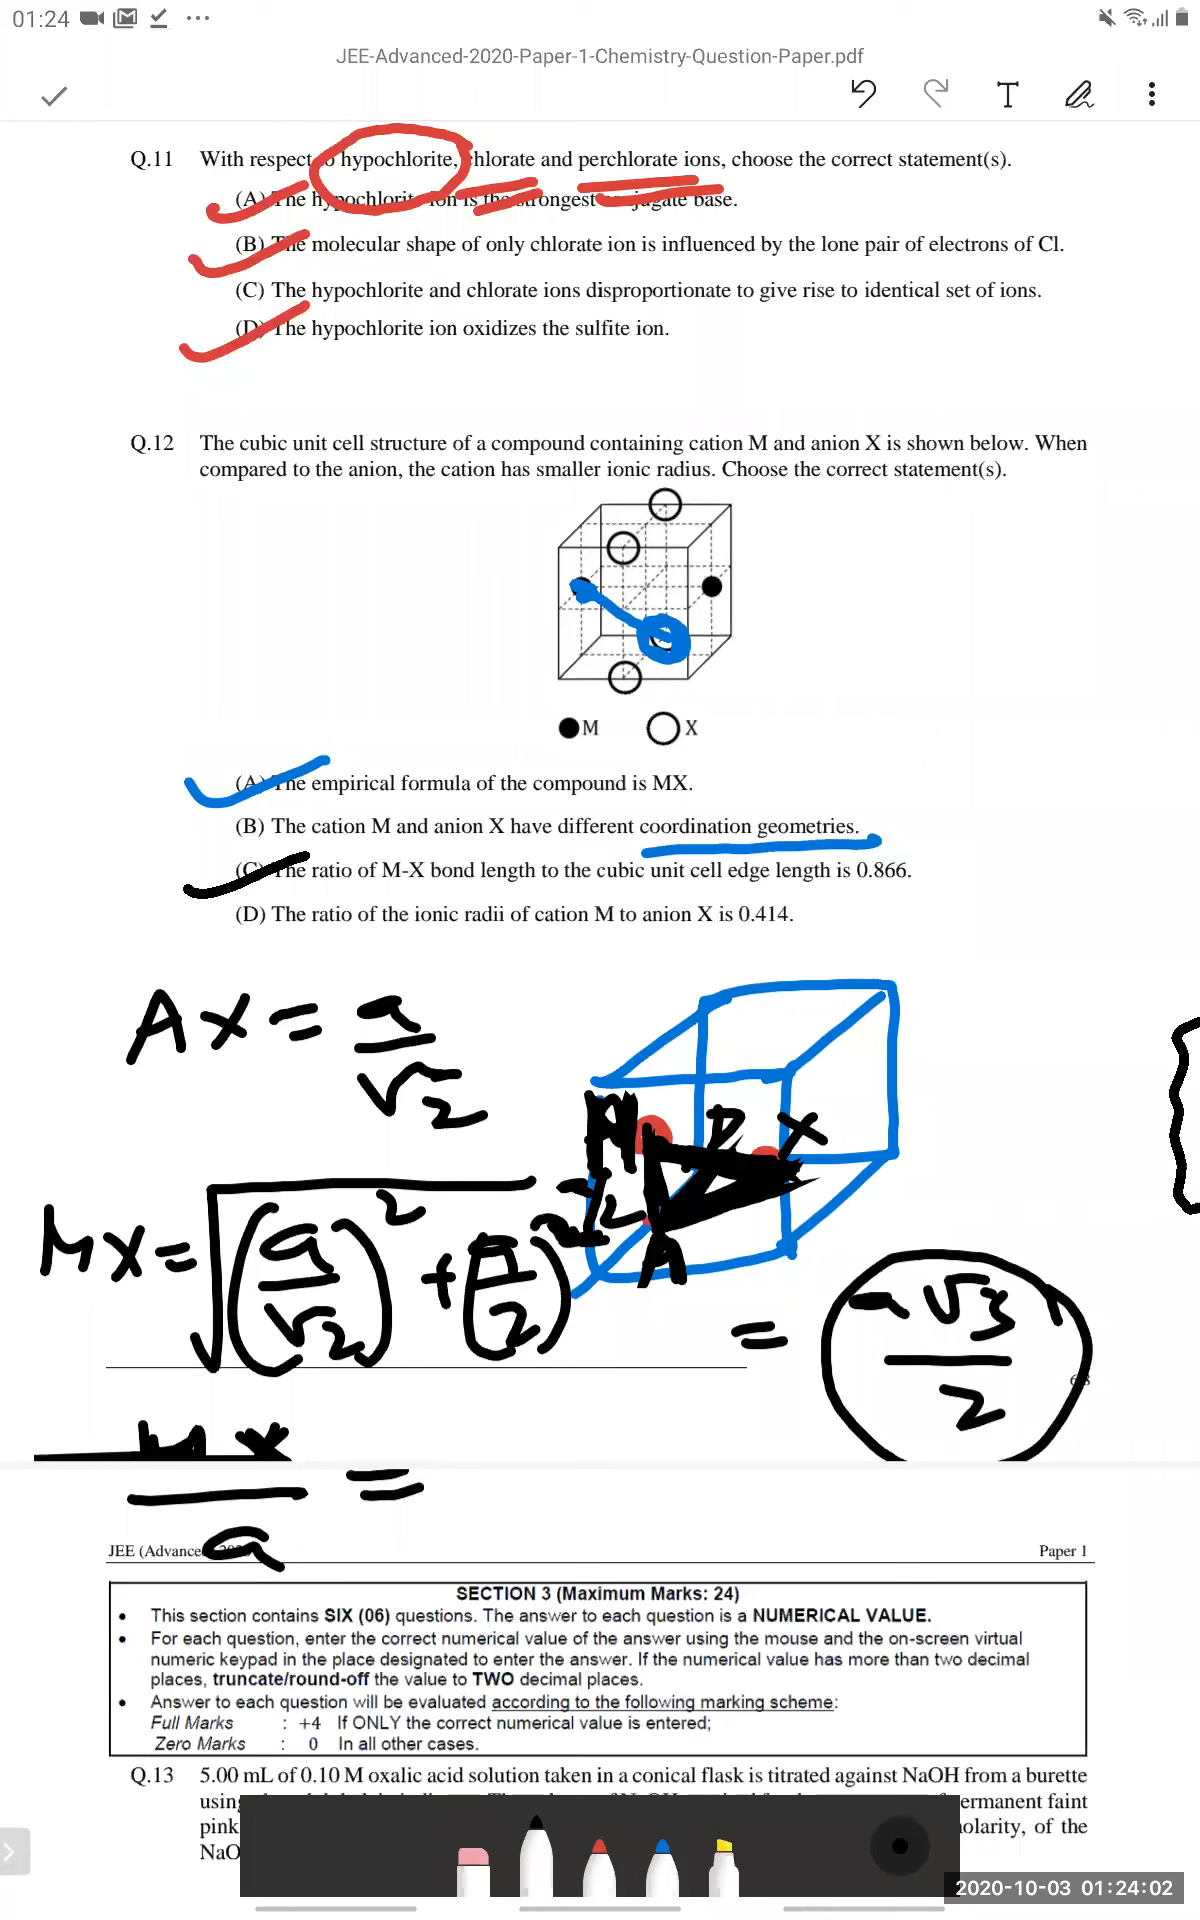 01:24
JEE-Advanced-2020-Paper-1-Chemistry-Question-Paper.pdf
T
Q.11 With respect to hypochlorite, chlorate and perchlorate ions, choose the correct statement(s).
(A) The hypochlorite ion is the strongest conjugate base.
(B) The molecular shape of only chlorate ion is influenced by the lone pair of electrons of Cl.
(C) The hypochlorite and chlorate ions disproportionate to give rise to identical set of ions.
(D) The hypochlorite ion oxidizes the sulfite ion.
Q.12 The cubic unit cell structure of a compound containing cation M and anion X is shown below. When
compared to the anion, the cation has smaller ionic radius. Choose the correct statement(s).
M X
(A) The empirical formula of the compound is MX.
(B) The cation M and anion X have different coordination geometries.
(C) The ratio of M-X bond length to the cubic unit cell edge length is 0.866.
(D) The ratio of the ionic radii of cation M to anion X is 0.414.
AX = a/√2
X
A
MX = √(a/√2)² + (a/2)² = a√3/2
MX/a =
JEE (Advanced) Paper 1
SECTION 3 (Maximum Marks: 24)
• This section contains SIX (06) questions. The answer to each question is a NUMERICAL VALUE.
• For each question, enter the correct numerical value of the answer using the mouse and the on-screen virtual
numeric keypad in the place designated to enter the answer. If the numerical value has more than two decimal
places, truncate/round-off the value to TWO decimal places.
• Answer to each question will be evaluated according to the following marking scheme:
Full Marks : +4 If ONLY the correct numerical value is entered;
Zero Marks : 0 In all other cases.
Q.13 5.00 mL of 0.10 M oxalic acid solution taken in a conical flask is titrated against NaOH from a burette
permanent faint
pink molarity, of the
2020-10-03 01:24:02